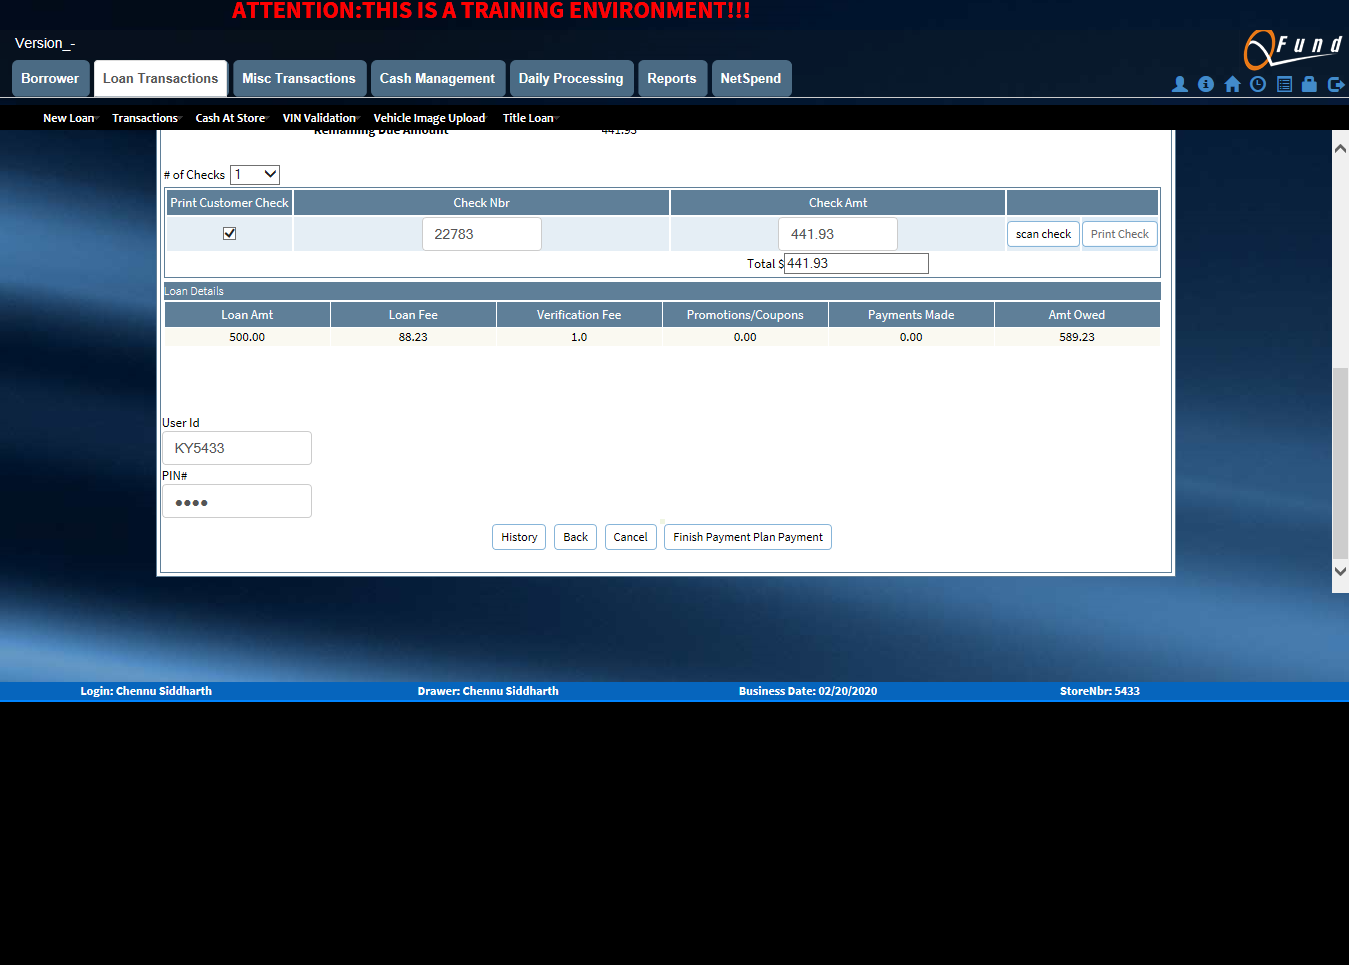 ATTENTION:THIS IS A TRAINING ENVIRONMENT!!!
Version_-
QFund
Borrower Loan Transactions Misc Transactions Cash Management Daily Processing Reports NetSpend
New Loan Transactions Cash At Store VIN Validation Vehicle Image Upload Title Loan
Remaining Due Amount 441.93
# of Checks 1
Print Customer Check Check Nbr Check Amt
22783 441.93 scan check Print Check
Total $ 441.93
Loan Details
Loan Amt Loan Fee Verification Fee Promotions/Coupons Payments Made Amt Owed
500.00 88.23 1.0 0.00 0.00 589.23
User Id
KY5433
PIN#
••••
History Back Cancel Finish Payment Plan Payment
Login: Chennu Siddharth Drawer: Chennu Siddharth Business Date: 02/20/2020 StoreNbr: 5433